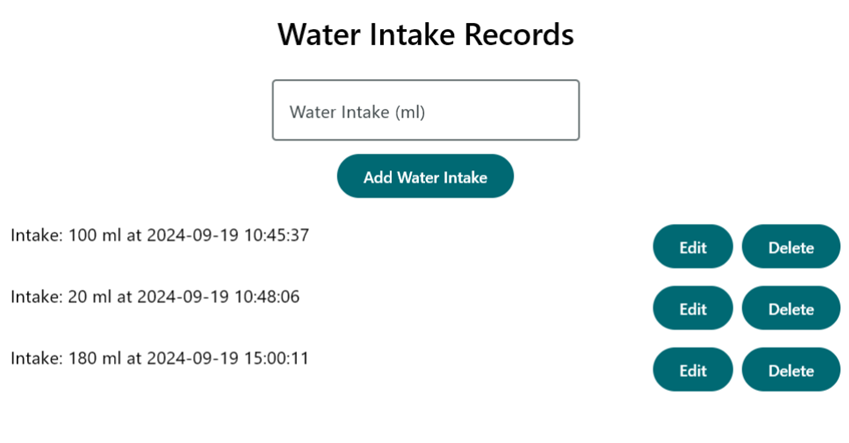 Water Intake Records
Water Intake (ml)
Add Water Intake
Intake: 100 ml at 2024-09-19 10:45:37 Edit Delete
Intake: 20 ml at 2024-09-19 10:48:06 Edit Delete
Intake: 180 ml at 2024-09-19 15:00:11 Edit Delete